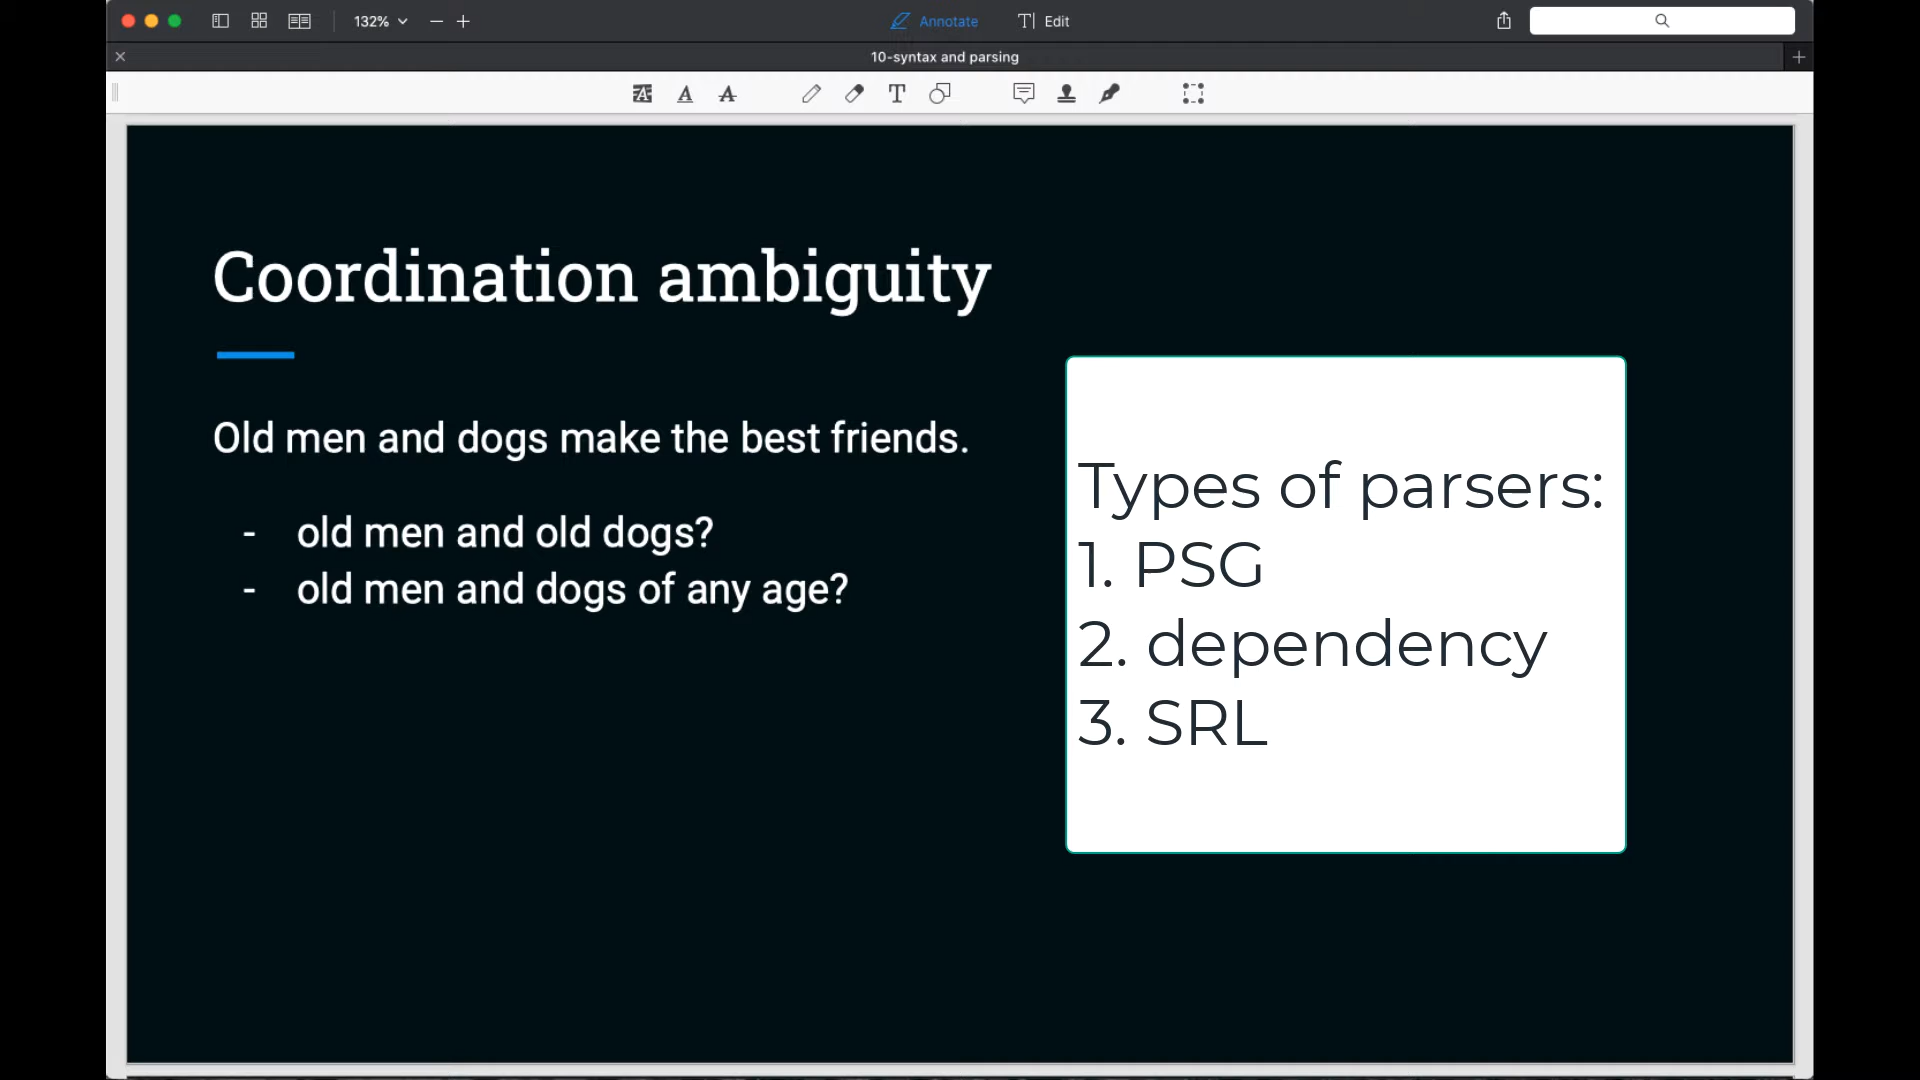 132%
Annotate
Edit
10-syntax and parsing
Coordination ambiguity
Old men and dogs make the best friends.
- old men and old dogs?
- old men and dogs of any age?
Types of parsers:
1. PSG
2. dependency
3. SRL